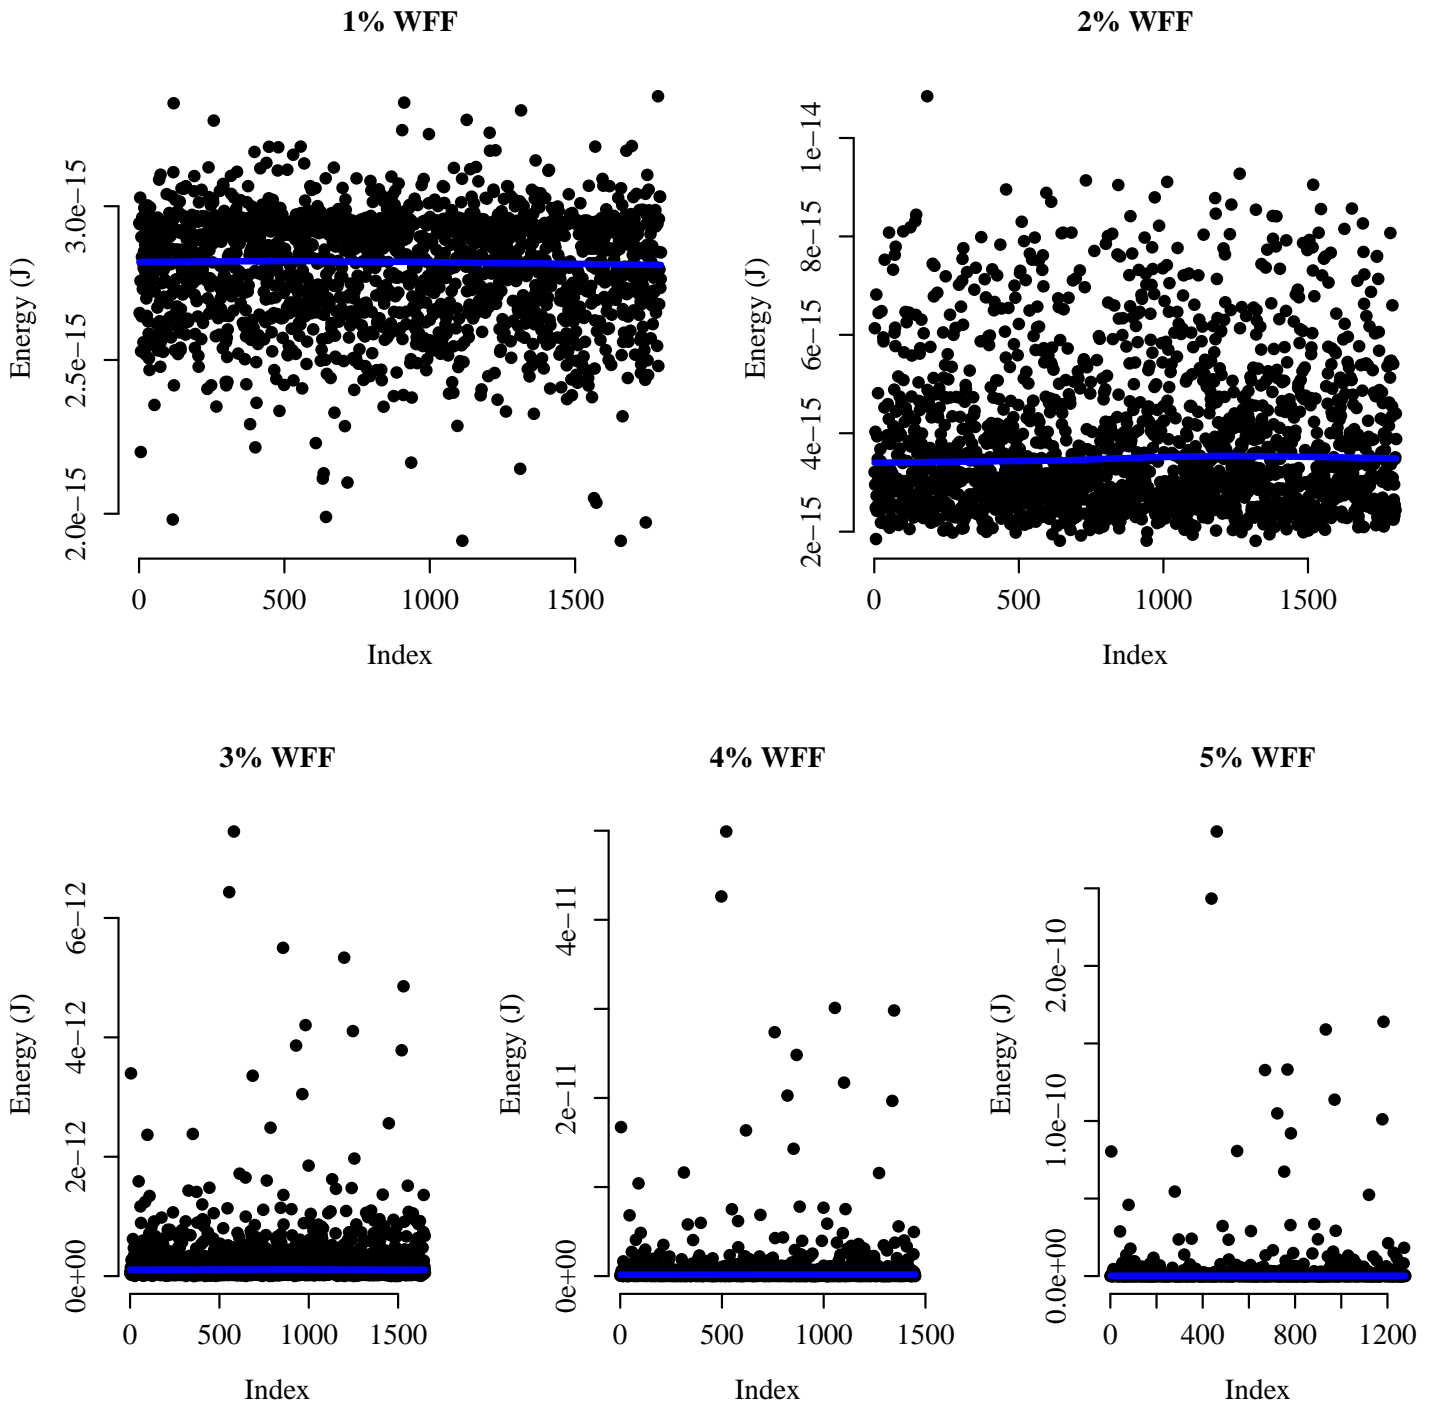 1% WFF
Energy (J)
3.0e−15
2.5e−15
2.0e−15
0 500 1000 1500
Index
2% WFF
Energy (J)
1e−14
8e−15
6e−15
4e−15
2e−15
0 500 1000 1500
Index
3% WFF
Energy (J)
6e−12
4e−12
2e−12
0e+00
0 500 1000 1500
Index
4% WFF
Energy (J)
4e−11
2e−11
0e+00
0 500 1000 1500
Index
5% WFF
Energy (J)
2.0e−10
1.0e−10
0.0e+00
0 400 800 1200
Index